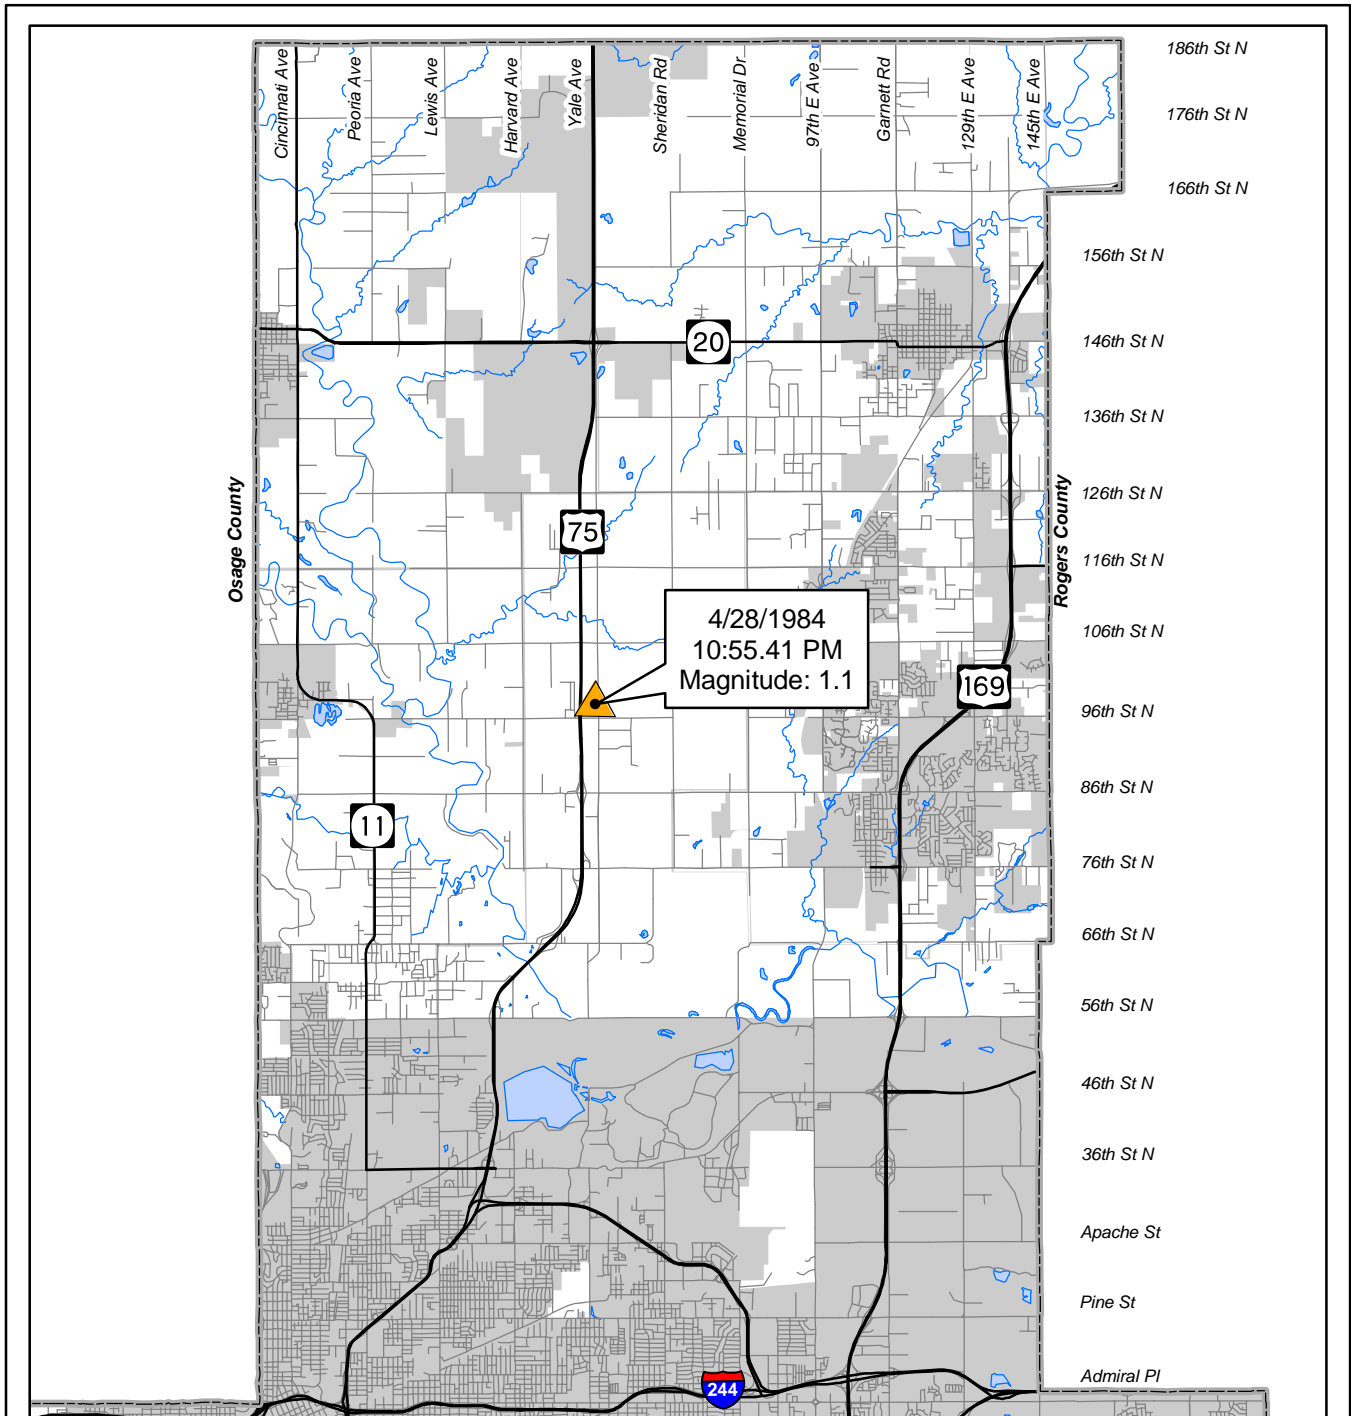 Cincinnati Ave
Peoria Ave
Lewis Ave
Harvard Ave
Yale Ave
Sheridan Rd
Memorial Dr
97th E Ave
Garnett Rd
129th E Ave
145th E Ave
186th St N
176th St N
166th St N
156th St N
20
146th St N
136th St N
Osage County
75
126th St N
Rogers County
116th St N
4/28/1984
10:55.41 PM
Magnitude: 1.1
106th St N
169
96th St N
86th St N
11
76th St N
66th St N
56th St N
46th St N
36th St N
Apache St
Pine St
Admiral Pl
244